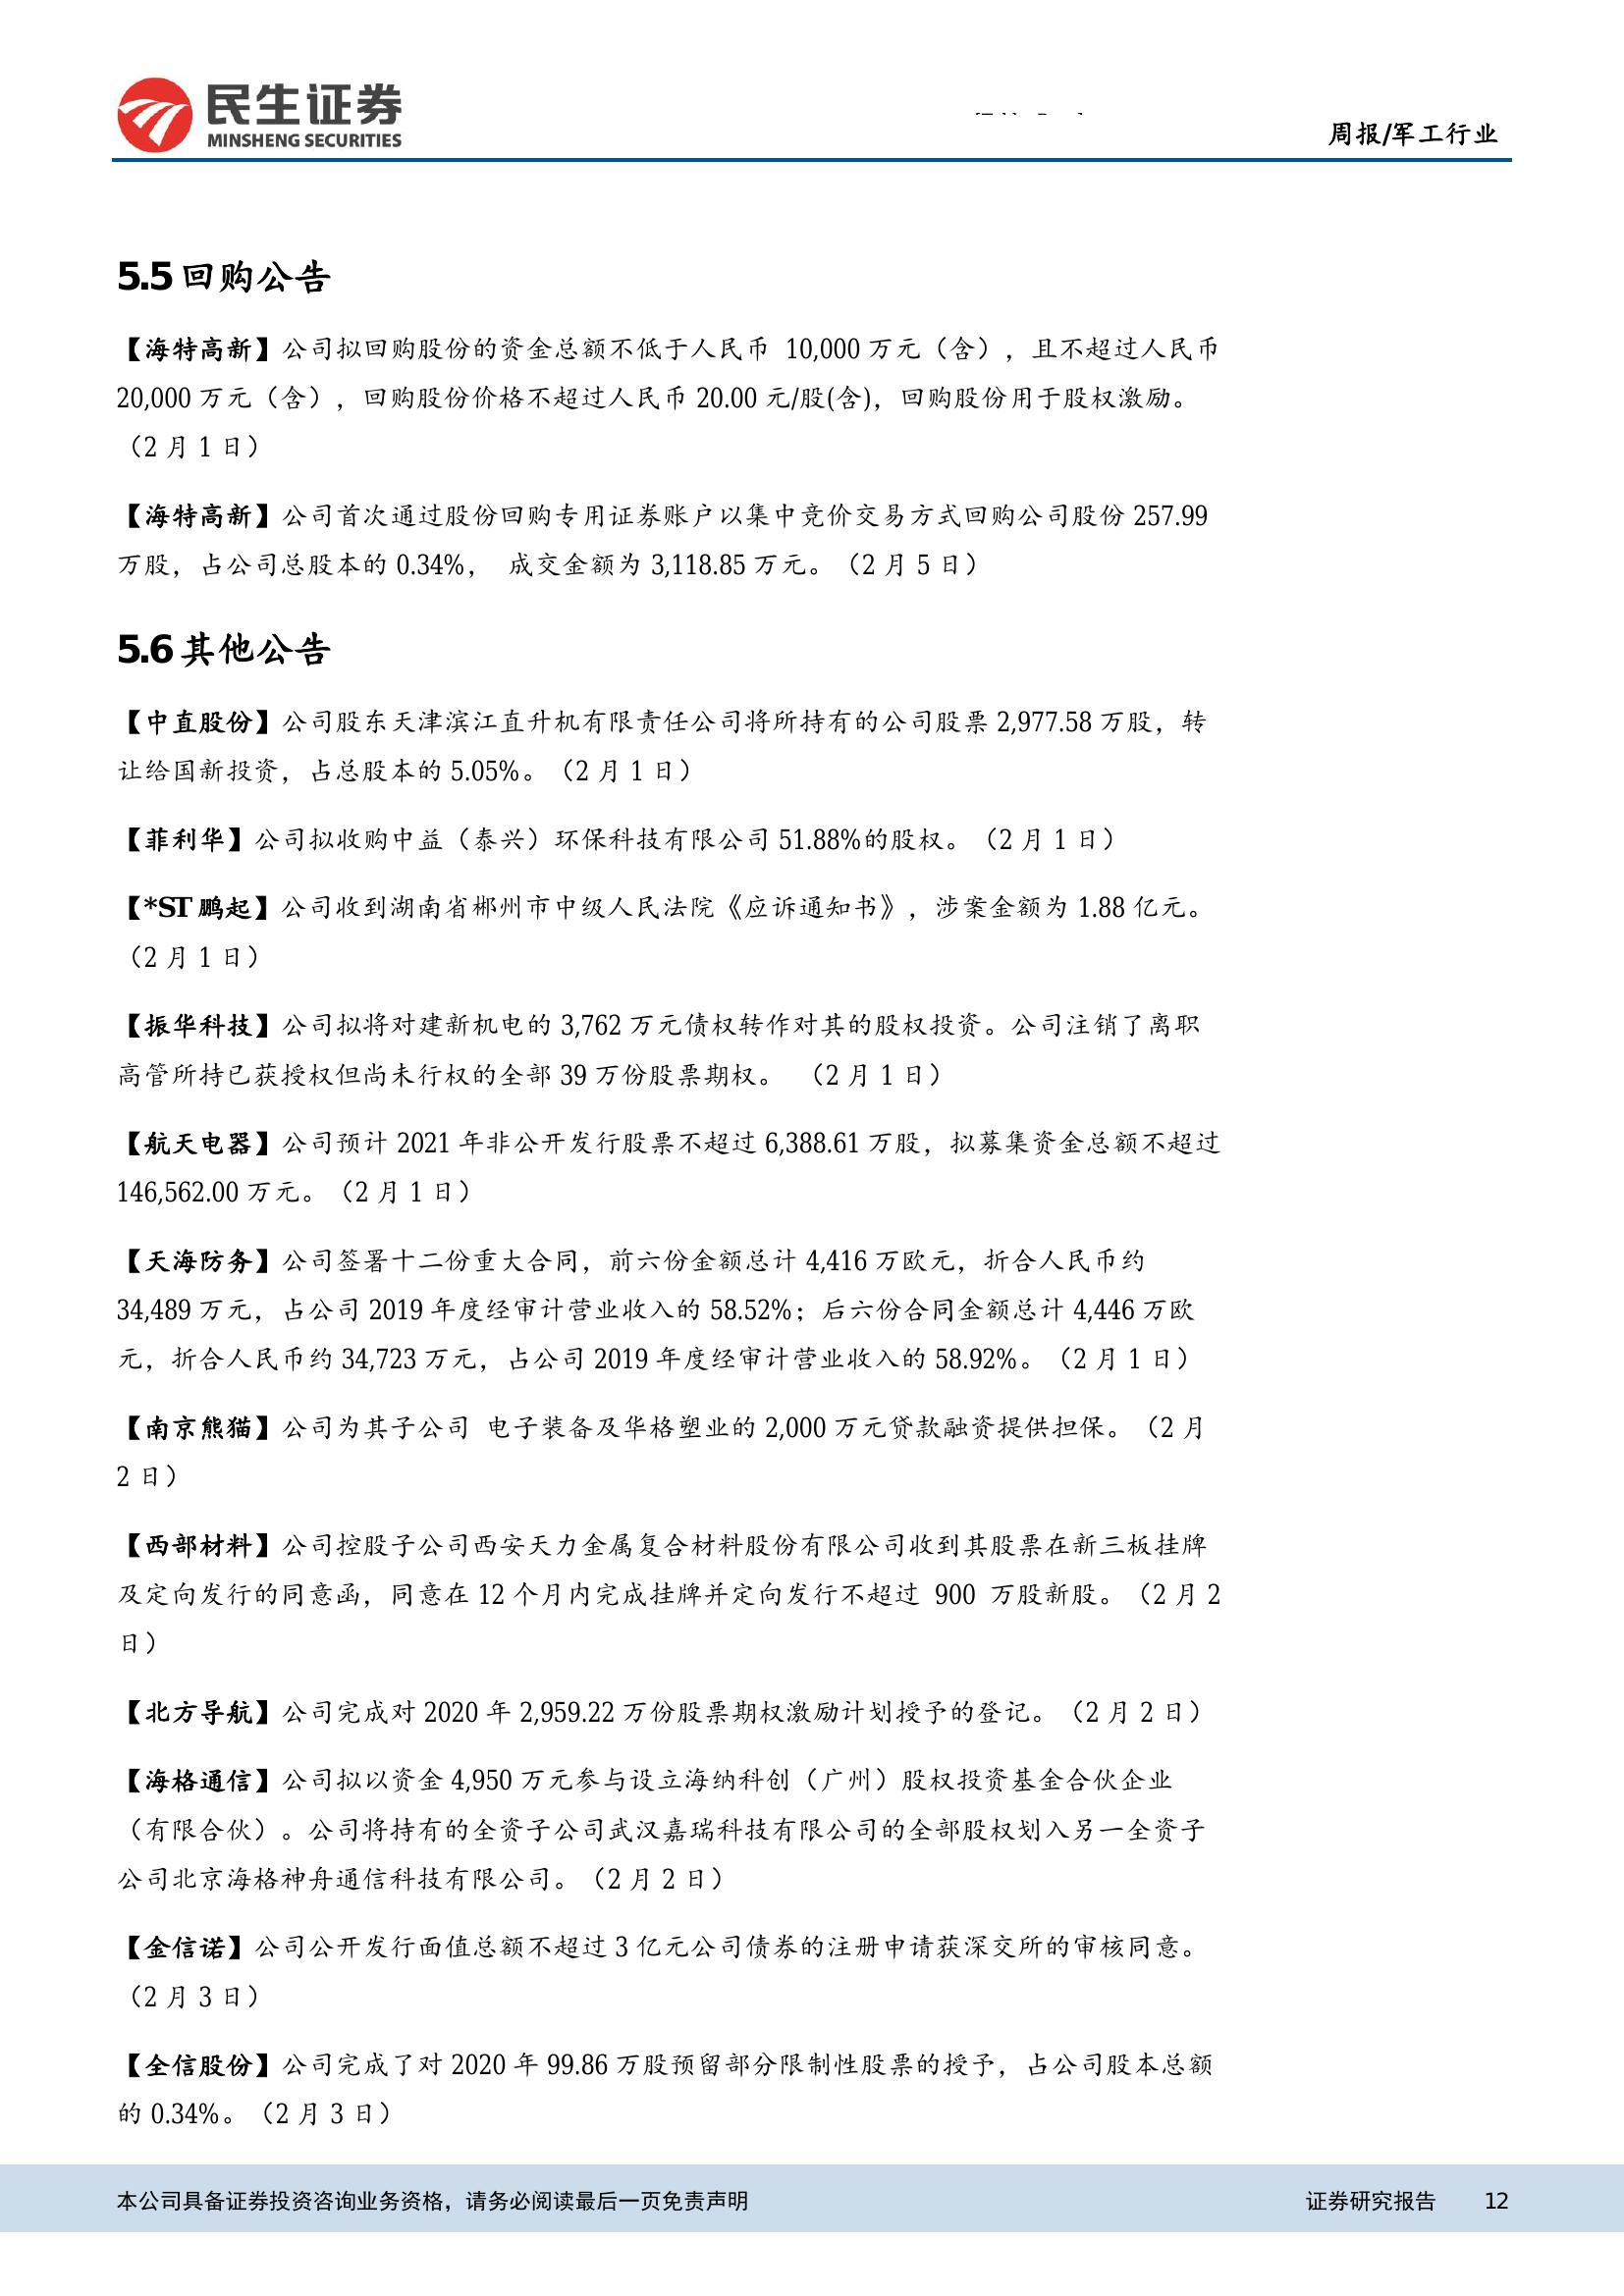 民生证券
MINSHENG SECURITIES
周报/军工行业
5.5 回购公告
【海特高新】公司拟回购股份的资金总额不低于人民币 10,000 万元（含），且不超过人民币
20,000 万元（含），回购股份价格不超过人民币 20.00 元/股(含)，回购股份用于股权激励。
（2 月 1 日）
【海特高新】公司首次通过股份回购专用证券账户以集中竞价交易方式回购公司股份 257.99
万股，占公司总股本的 0.34%， 成交金额为 3,118.85 万元。（2 月 5 日）
5.6 其他公告
【中直股份】公司股东天津滨江直升机有限责任公司将所持有的公司股票 2,977.58 万股，转
让给国新投资，占总股本的 5.05%。（2 月 1 日）
【菲利华】公司拟收购中益（泰兴）环保科技有限公司 51.88%的股权。（2 月 1 日）
【*ST 鹏起】公司收到湖南省郴州市中级人民法院《应诉通知书》，涉案金额为 1.88 亿元。
（2 月 1 日）
【振华科技】公司拟将对建新机电的 3,762 万元债权转作对其的股权投资。公司注销了离职
高管所持已获授权但尚未行权的全部 39 万份股票期权。 （2 月 1 日）
【航天电器】公司预计 2021 年非公开发行股票不超过 6,388.61 万股，拟募集资金总额不超过
146,562.00 万元。（2 月 1 日）
【天海防务】公司签署十二份重大合同，前六份金额总计 4,416 万欧元，折合人民币约
34,489 万元，占公司 2019 年度经审计营业收入的 58.52%；后六份合同金额总计 4,446 万欧
元，折合人民币约 34,723 万元，占公司 2019 年度经审计营业收入的 58.92%。（2 月 1 日）
【南京熊猫】公司为其子公司 电子装备及华格塑业的 2,000 万元贷款融资提供担保。（2 月
2 日）
【西部材料】公司控股子公司西安天力金属复合材料股份有限公司收到其股票在新三板挂牌
及定向发行的同意函，同意在 12 个月内完成挂牌并定向发行不超过 900 万股新股。（2 月 2
日）
【北方导航】公司完成对 2020 年 2,959.22 万份股票期权激励计划授予的登记。（2 月 2 日）
【海格通信】公司拟以资金 4,950 万元参与设立海纳科创（广州）股权投资基金合伙企业
（有限合伙）。公司将持有的全资子公司武汉嘉瑞科技有限公司的全部股权划入另一全资子
公司北京海格神舟通信科技有限公司。（2 月 2 日）
【金信诺】公司公开发行面值总额不超过 3 亿元公司债券的注册申请获深交所的审核同意。
（2 月 3 日）
【全信股份】公司完成了对 2020 年 99.86 万股预留部分限制性股票的授予，占公司股本总额
的 0.34%。（2 月 3 日）
本公司具备证券投资咨询业务资格，请务必阅读最后一页免责声明
证券研究报告 12